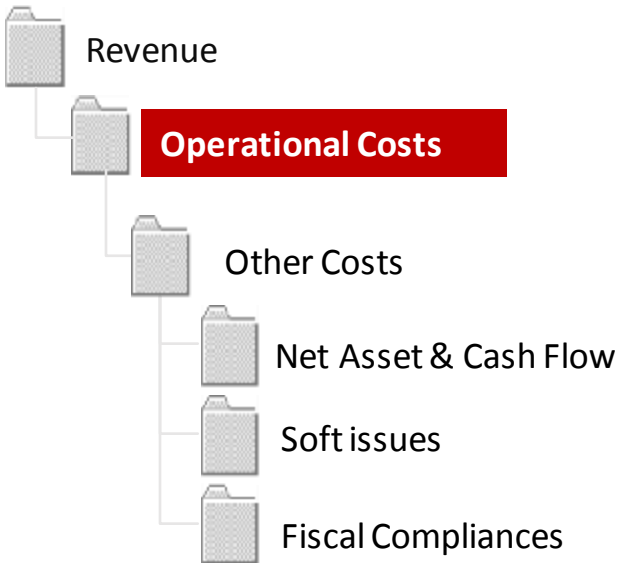 Revenue
Operational Costs
Other Costs
Net Asset & Cash Flow
Soft issues
Fiscal Compliances